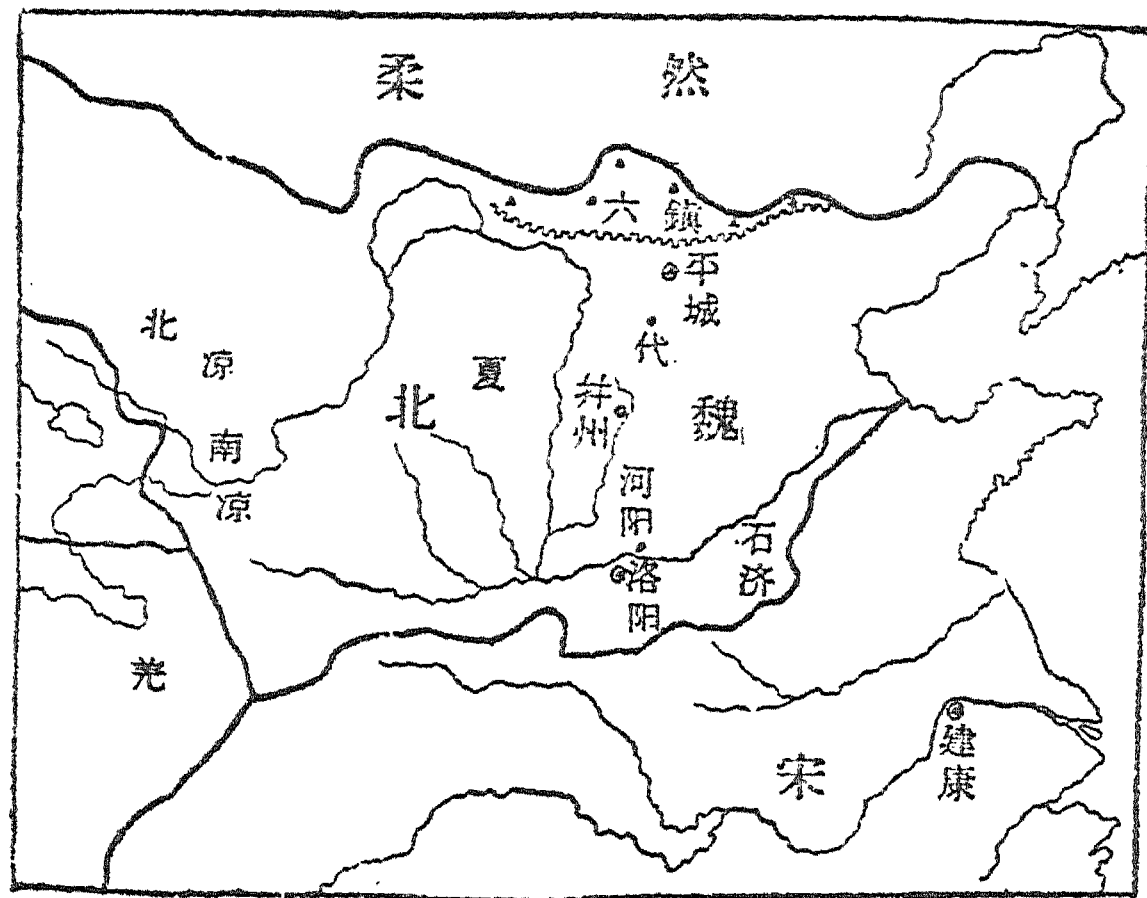 柔然
六镇
平城
代
北凉
南凉
夏
北魏
并州
河阳
洛阳
石济
羌
宋
建康